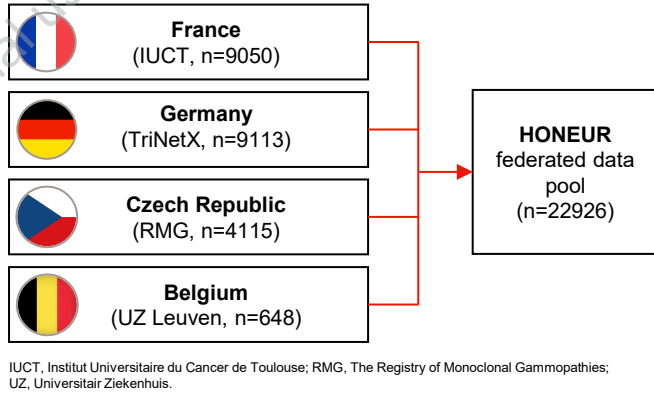 France
(IUCT, n=9050)
Germany
(TriNetX, n=9113)
Czech Republic
(RMG, n=4115)
Belgium
(UZ Leuven, n=648)
HONEUR
federated data
pool
(n=22926)
IUCT, Institut Universitaire du Cancer de Toulouse; RMG, The Registry of Monoclonal Gammopathies;
UZ, Universitair Ziekenhuis.